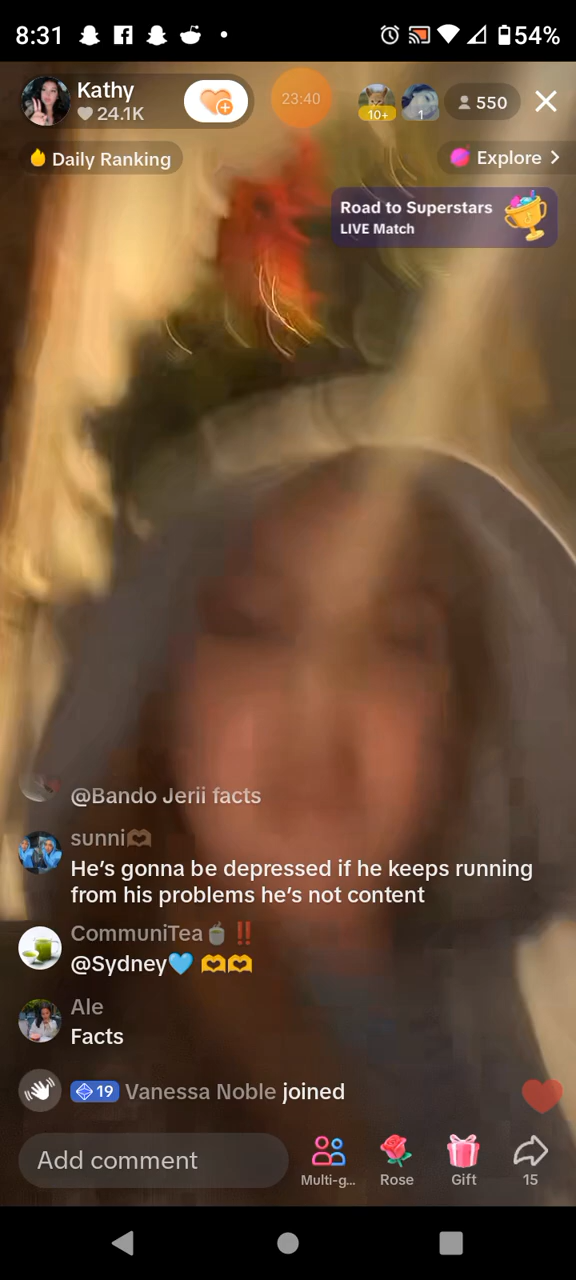 8:31
54%
Kathy
24.1K
23:40
10+
1
550
Daily Ranking
Explore
Road to Superstars
LIVE Match
@Bando Jerii facts
sunni🫶🏽
He’s gonna be depressed if he keeps running
from his problems he’s not content
CommuniTea🍵‼️
@Sydney🩵 🫶🫶
Ale
Facts
19 Vanessa Noble joined
Add comment
Multi-g...
Rose
Gift
15